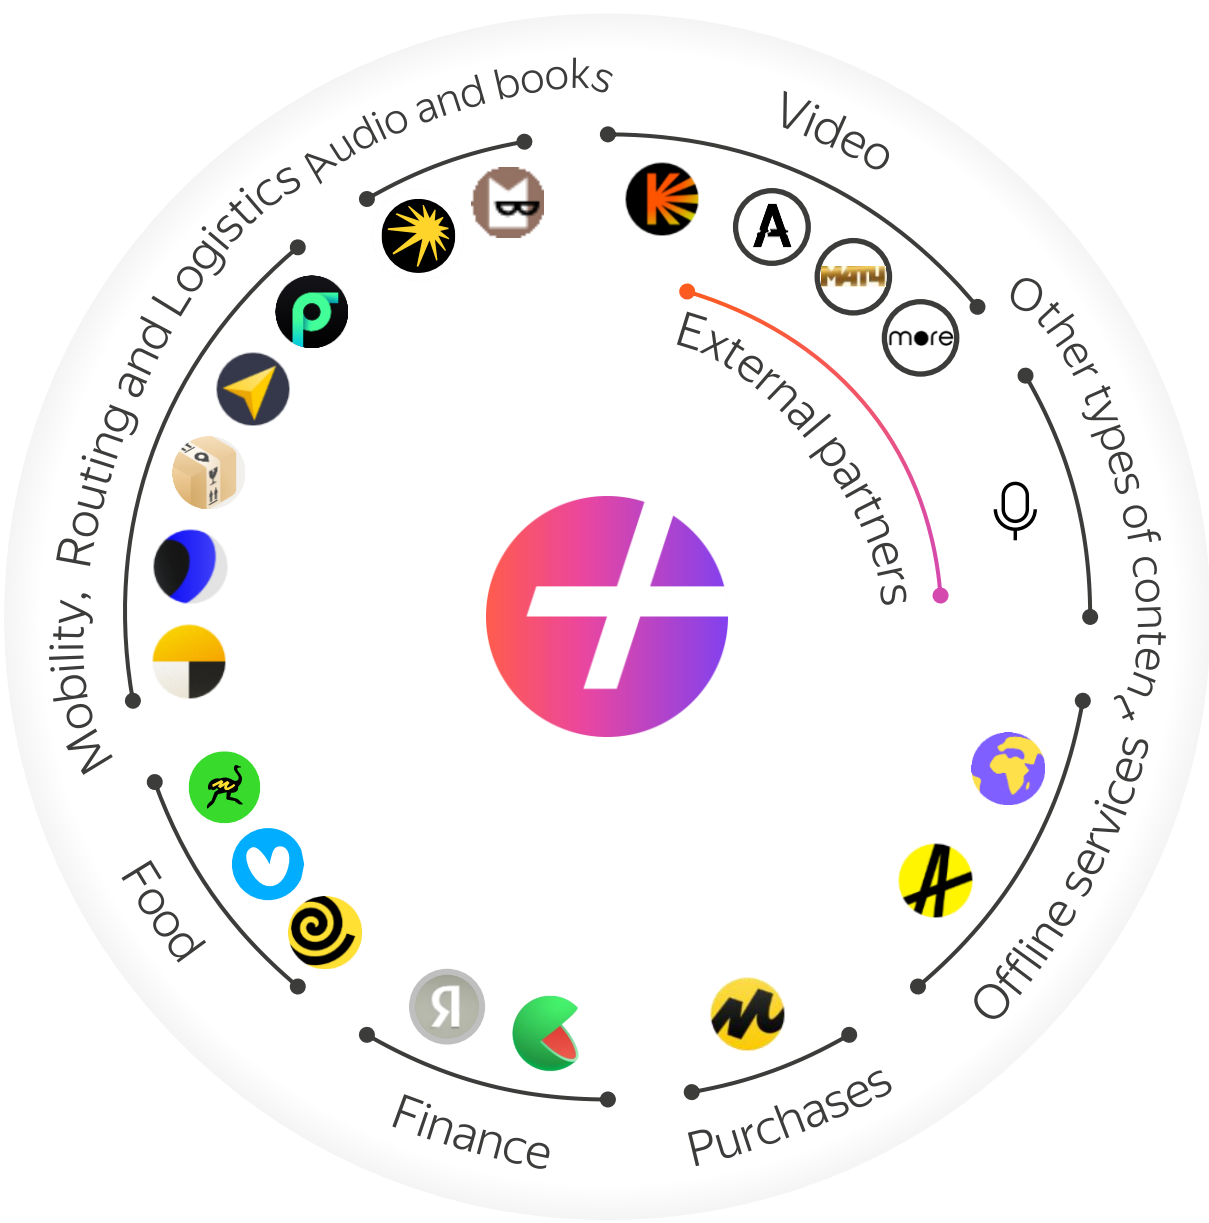 Audio and books
Video
Other types of content
External partners
Mobility, Routing and Logistics
Offline services
Food
Finance
Purchases
K
A
МАТЧ
more
Я